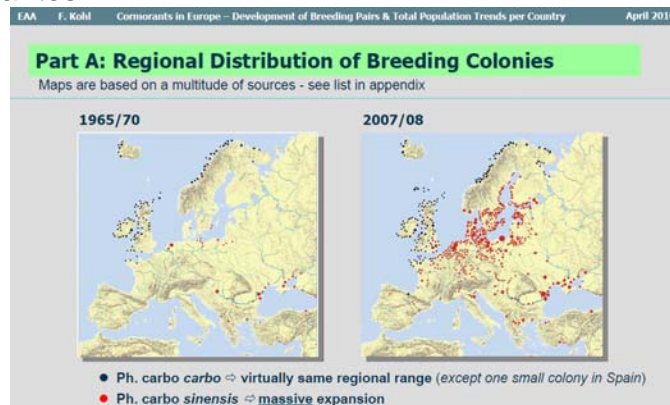 EAA F. Kohl Cormorants in Europe – Development of Breeding Pairs & Total Population Trends per Country April 201
Part A: Regional Distribution of Breeding Colonies
Maps are based on a multitude of sources - see list in appendix
1965/70 2007/08
• Ph. carbo carbo ⇨ virtually same regional range (except one small colony in Spain)
• Ph. carbo sinensis ⇨ massive expansion